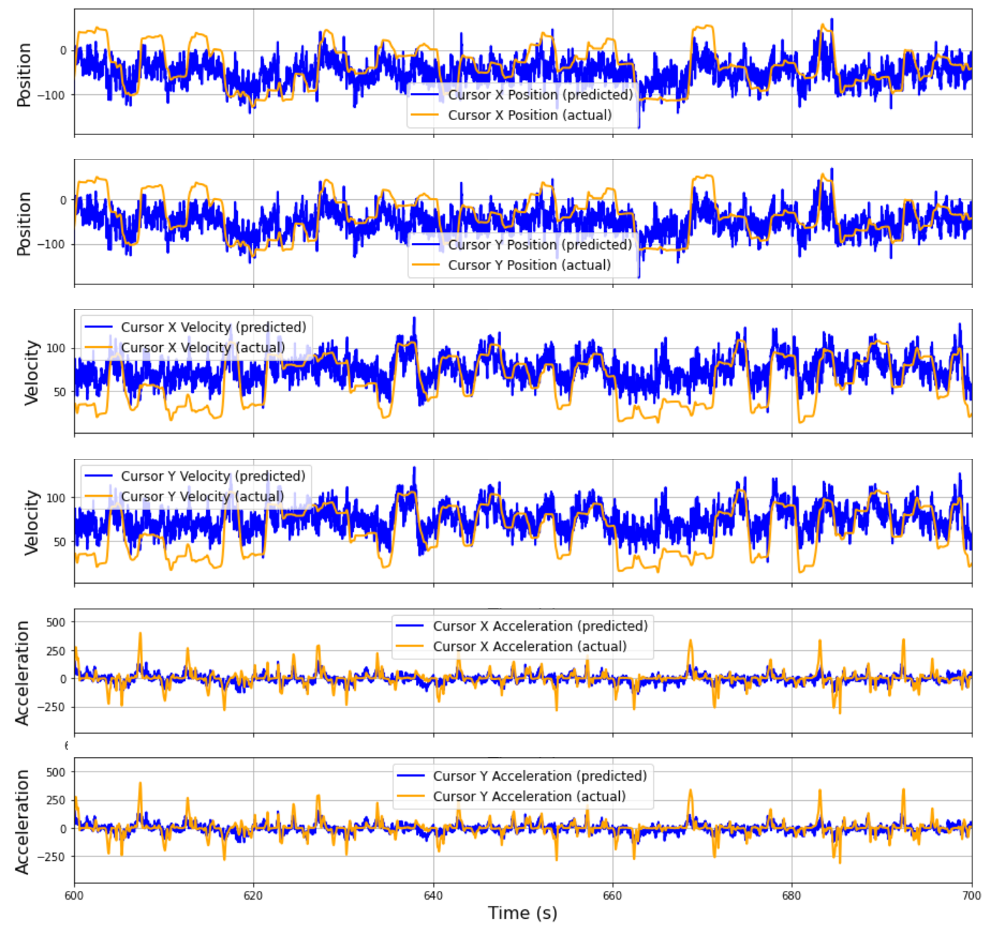 Position
0
−100
Cursor X Position (predicted)
Cursor X Position (actual)
Position
0
−100
Cursor Y Position (predicted)
Cursor Y Position (actual)
Velocity
100
50
Cursor X Velocity (predicted)
Cursor X Velocity (actual)
Velocity
100
50
Cursor Y Velocity (predicted)
Cursor Y Velocity (actual)
Acceleration
500
250
0
−250
Cursor X Acceleration (predicted)
Cursor X Acceleration (actual)
Acceleration
500
250
0
−250
Cursor Y Acceleration (predicted)
Cursor Y Acceleration (actual)
600 620 640 660 680 700
Time (s)